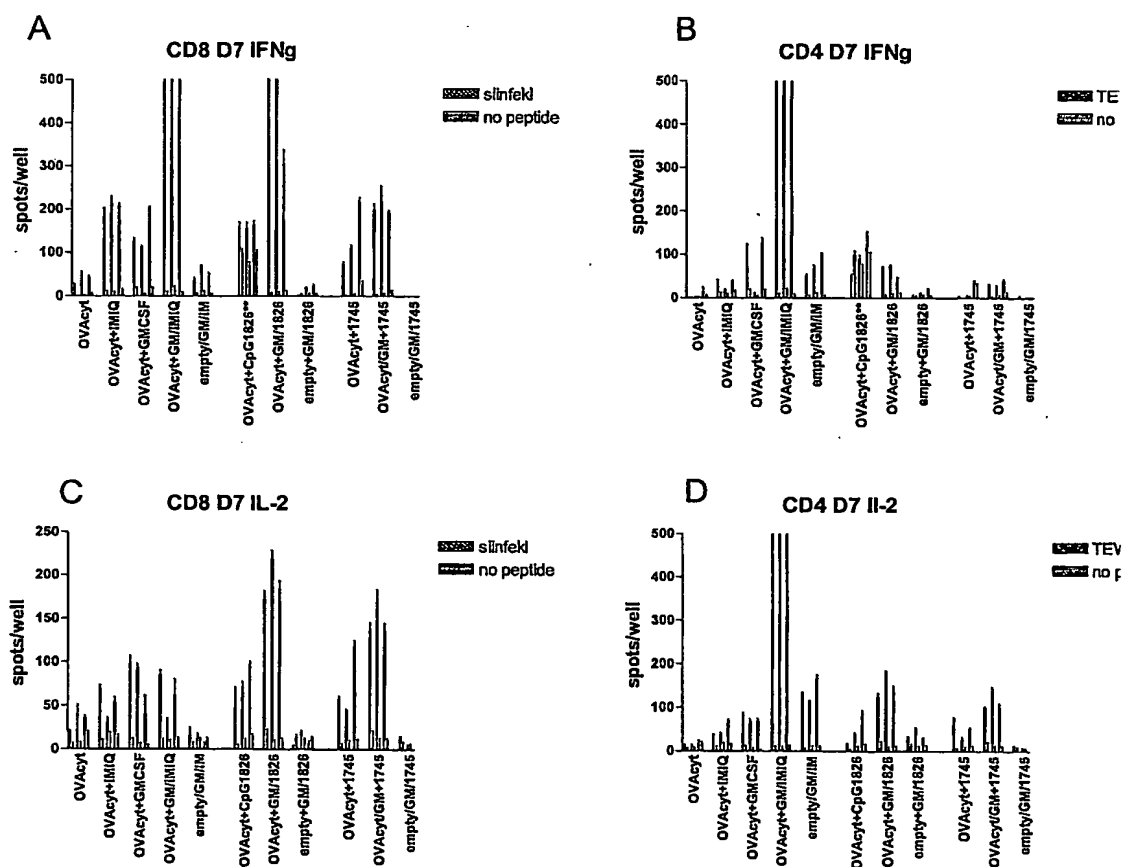 A
CD8 D7 IFNg
spots/well
500
400
300
200
100
0
siinfekl
no peptide
OVAcyt
OVAcyt+IMIQ
OVAcyt+GMCSF
OVAcyt+GM/IMIQ
empty/GM/IM
OVAcyt+CpG1826**
OVAcyt+GM/1826
empty+GM/1826
OVAcyt+1745
OVAcyt/GM+1745
empty/GM/1745
B
CD4 D7 IFNg
spots/well
500
400
300
200
100
0
TE
no
OVAcyt
OVAcyt+IMIQ
OVAcyt+GMCSF
OVAcyt+GM/IMIQ
empty/GM/IM
OVAcyt+CpG1826**
OVAcyt+GM/1826
empty+GM/1826
OVAcyt+1745
OVAcyt/GM+1745
empty/GM/1745
C
CD8 D7 IL-2
spots/well
250
200
150
100
50
0
siinfekl
no peptide
OVAcyt
OVAcyt+IMIQ
OVAcyt+GMCSF
OVAcyt+GM/IMIQ
empty/GM/IM
OVAcyt+CpG1826
OVAcyt+GM/1826
empty+GM/1826
OVAcyt+1745
OVAcyt/GM+1745
empty/GM/1745
D
CD4 D7 Il-2
spots/well
500
400
300
200
100
0
TEV
no p
OVAcyt
OVAcyt+IMIQ
OVAcyt+GMCSF
OVAcyt+GM/IMIQ
empty/GM/IM
OVAcyt+CpG1826
OVAcyt+GM/1826
empty+GM/1826
OVAcyt+1745
OVAcyt/GM+1745
empty/GM/1745